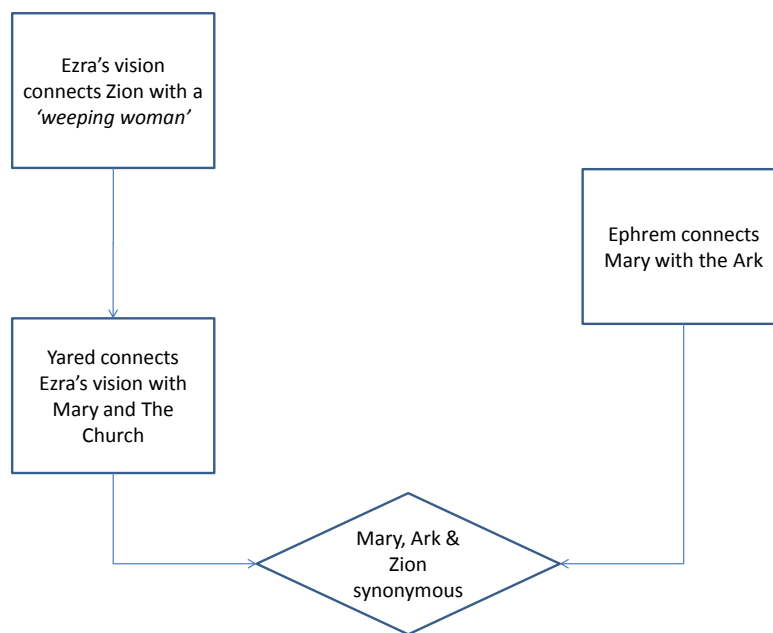 Ezra’s vision
connects Zion with a
‘weeping woman’
Ephrem connects
Mary with the Ark
Yared connects
Ezra’s vision with
Mary and The
Church
Mary, Ark &
Zion
synonymous